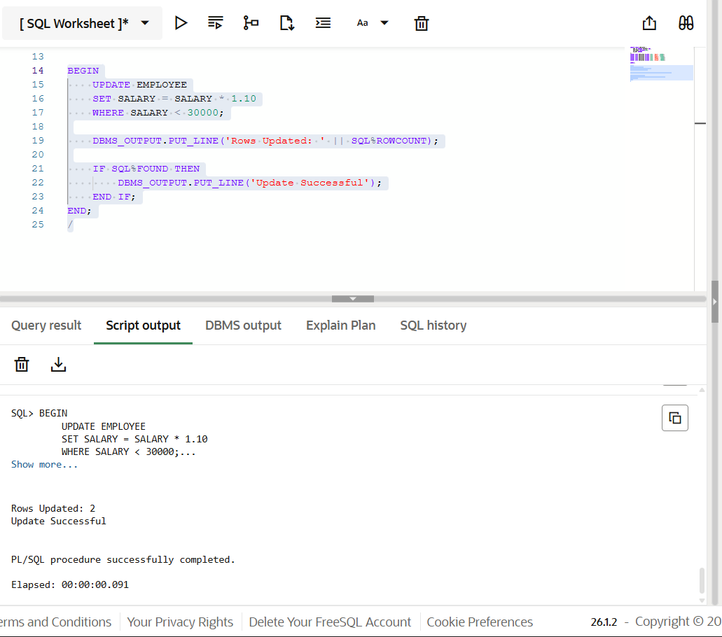 [ SQL Worksheet ]*
Aa
13
14 BEGIN
15 UPDATE EMPLOYEE
16 SET SALARY = SALARY * 1.10
17 WHERE SALARY < 30000;
18
19 DBMS_OUTPUT.PUT_LINE('Rows Updated: ' || SQL%ROWCOUNT);
20
21 IF SQL%FOUND THEN
22 DBMS_OUTPUT.PUT_LINE('Update Successful');
23 END IF;
24 END;
25 /
Query result Script output DBMS output Explain Plan SQL history
SQL> BEGIN
UPDATE EMPLOYEE
SET SALARY = SALARY * 1.10
WHERE SALARY < 30000;...
Show more...
Rows Updated: 2
Update Successful
PL/SQL procedure successfully completed.
Elapsed: 00:00:00.091
erms and Conditions Your Privacy Rights Delete Your FreeSQL Account Cookie Preferences 26.1.2 - Copyright © 20